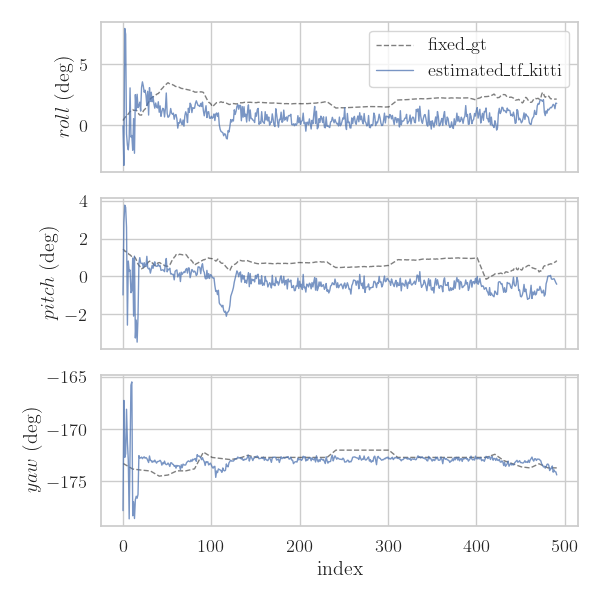 fixed_gt
estimated_tf_kitti
roll (deg)
5
0
pitch (deg)
4
2
0
−2
yaw (deg)
−165
−170
−175
0 100 200 300 400 500
index